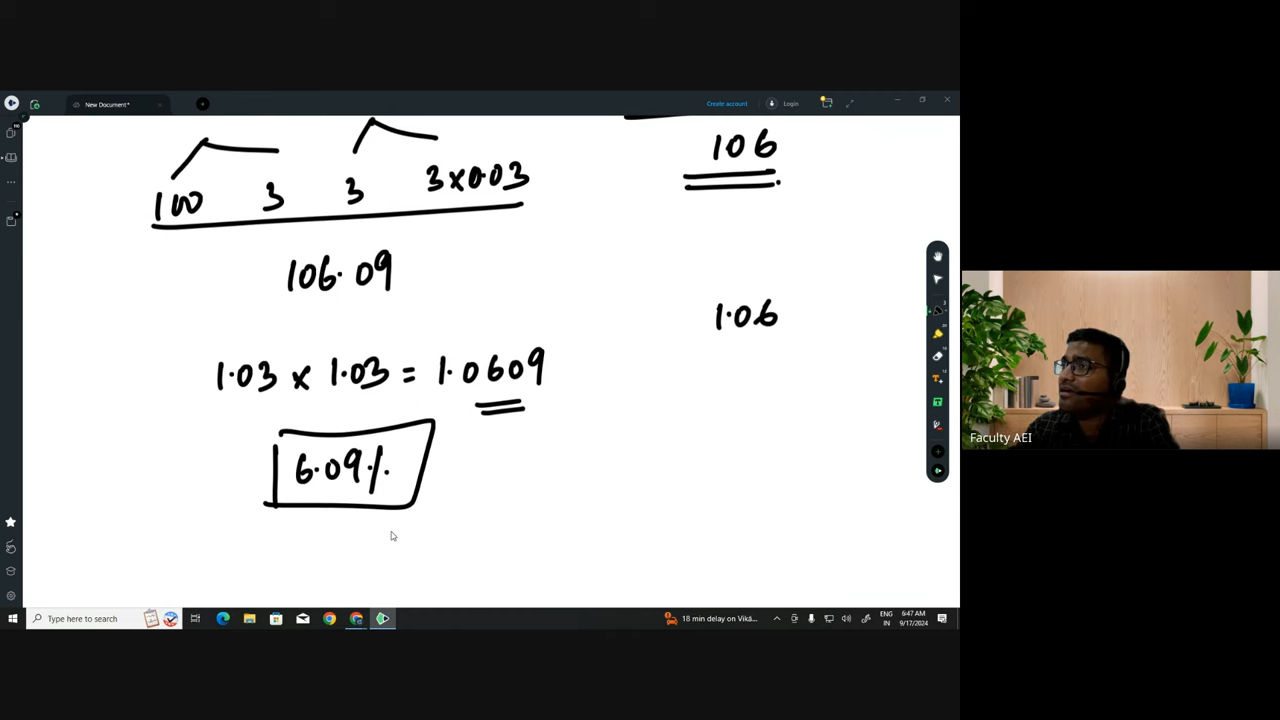 New Document*
Create account
Login
100 3 3 3×0.03
106
106.09
1.06
1.03 × 1.03 = 1.0609
6.09%
Faculty AEI
Type here to search
18 min delay on Vikā...
ENG
IN
6:47 AM
9/17/2024